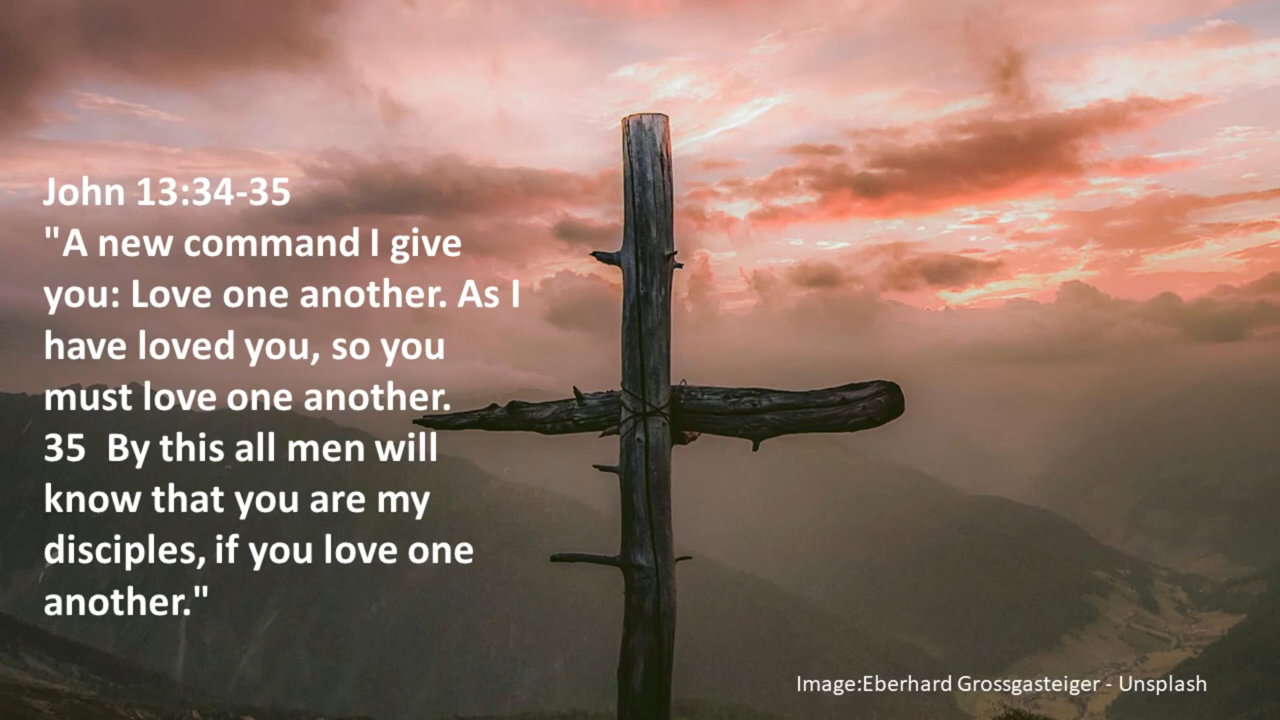 John 13:34-35
"A new command I give
you: Love one another. As I
have loved you, so you
must love one another.
35  By this all men will
know that you are my
disciples, if you love one
another."
Image:Eberhard Grossgasteiger - Unsplash